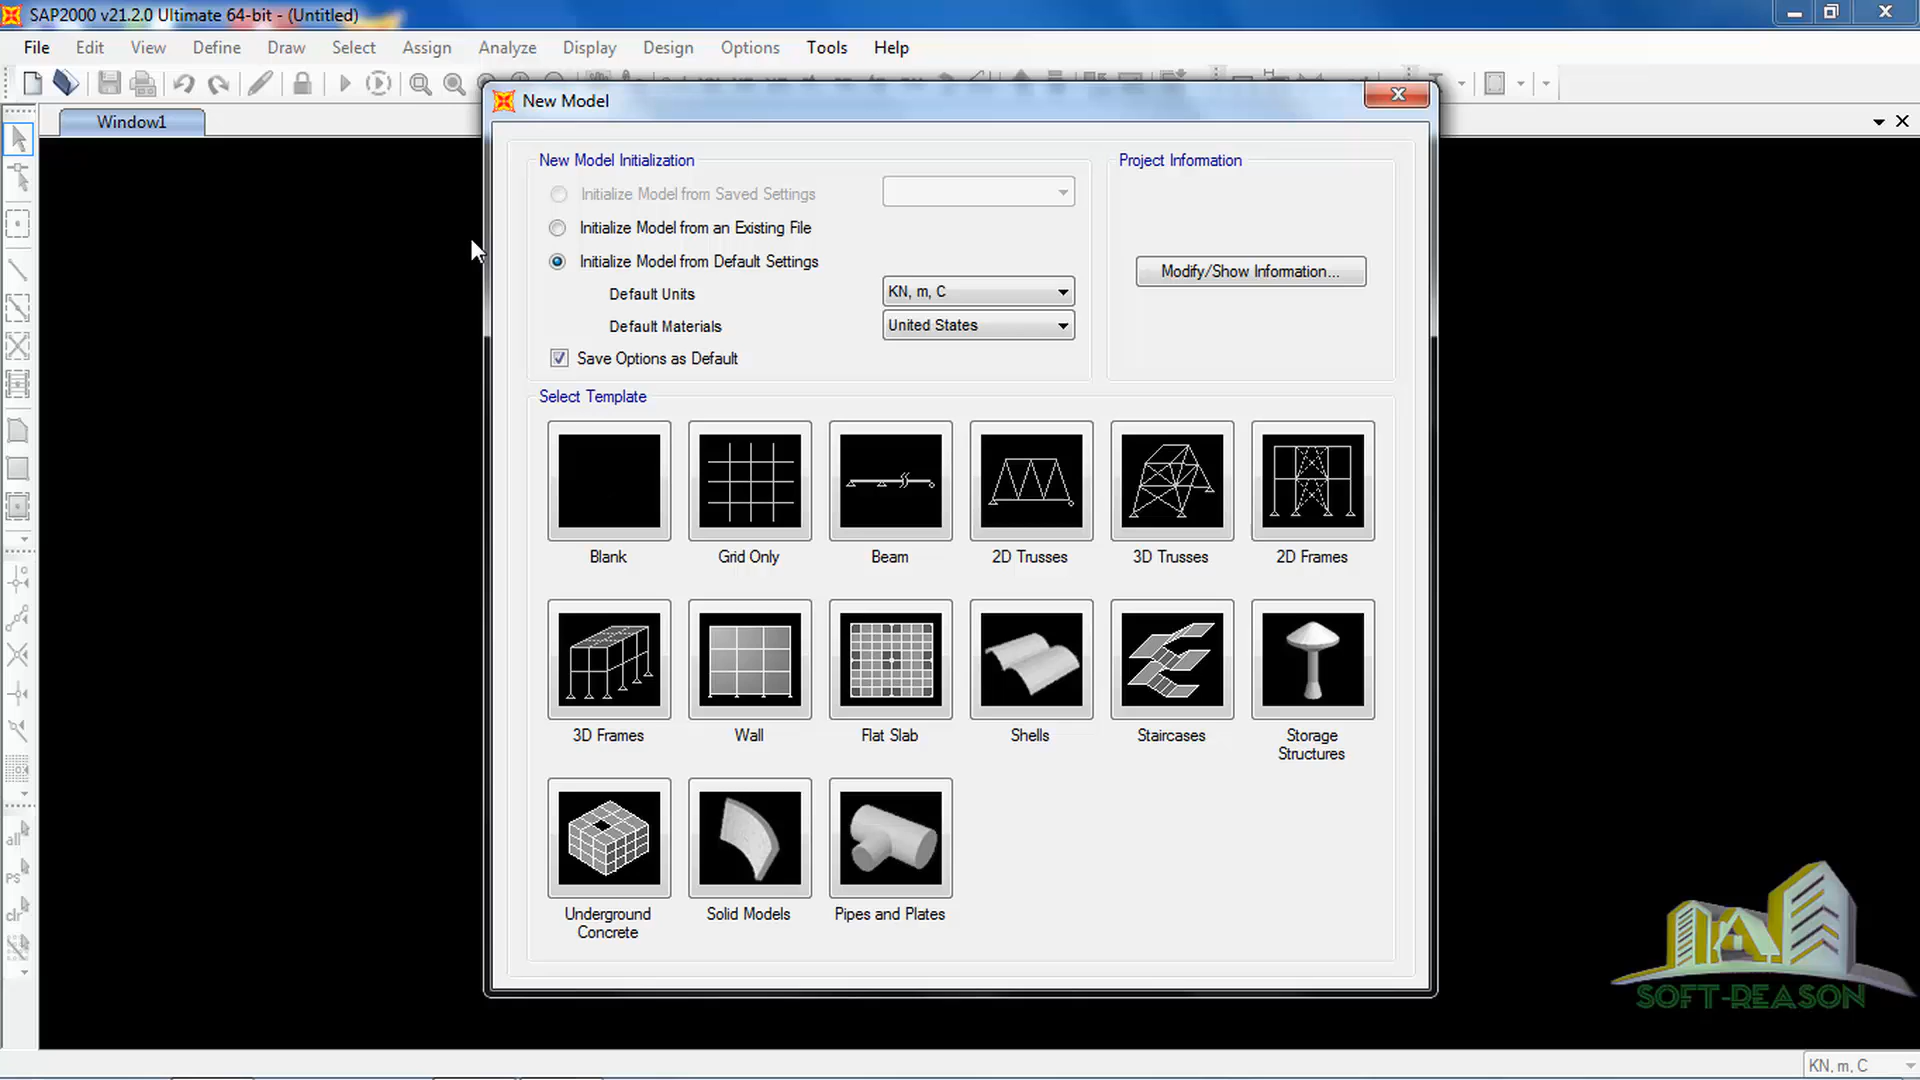 SAP2000 v21.2.0 Ultimate 64-bit - (Untitled)
File Edit View Define Draw Select Assign Analyze Display Design Options Tools Help
Window1
New Model
New Model Initialization
Project Information
Initialize Model from Saved Settings
Initialize Model from an Existing File
Initialize Model from Default Settings
Modify/Show Information...
Default Units
KN, m, C
Default Materials
United States
Save Options as Default
Select Template
Blank
Grid Only
Beam
2D Trusses
3D Trusses
2D Frames
3D Frames
Wall
Flat Slab
Shells
Staircases
Storage
Structures
Underground
Concrete
Solid Models
Pipes and Plates
all
PS
clr
SOFT-REASON
KN, m, C